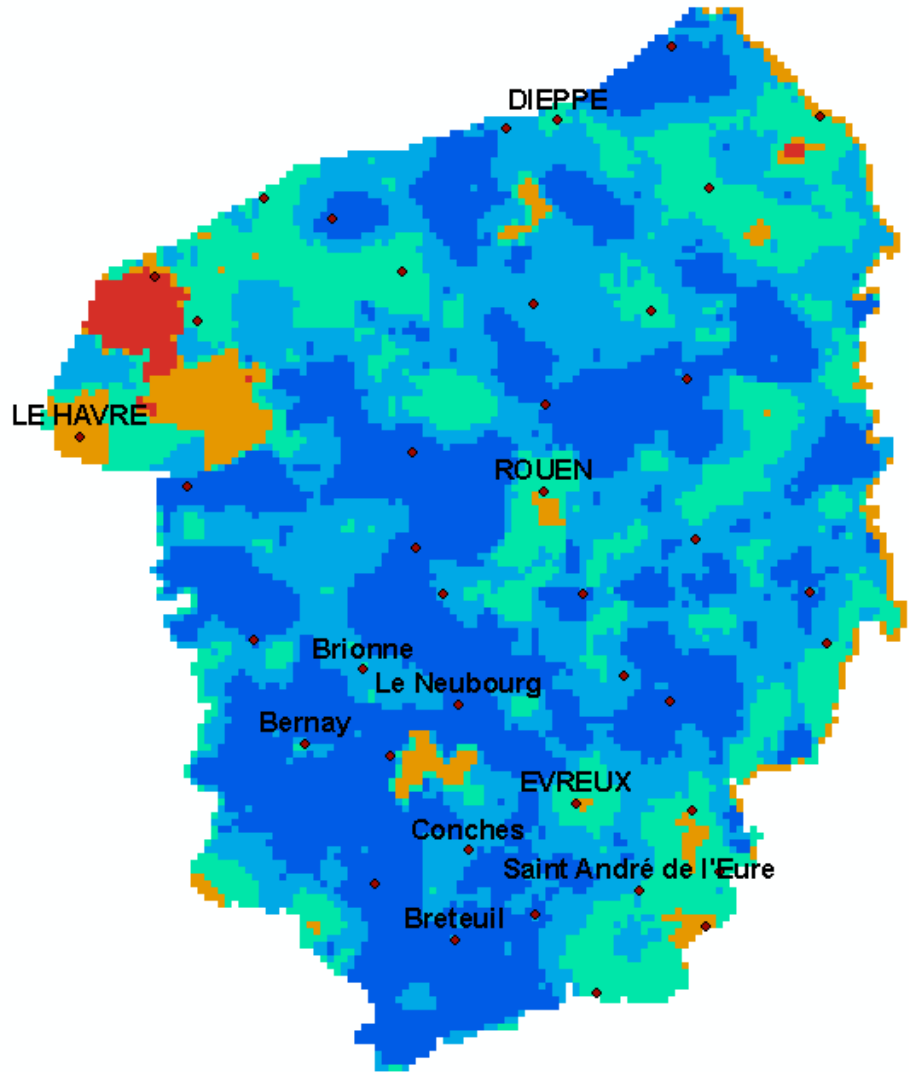 DIEPPE
LE HAVRE
ROUEN
Brionne
Le Neubourg
Bernay
EVREUX
Conches
Saint André de l'Eure
Breteuil